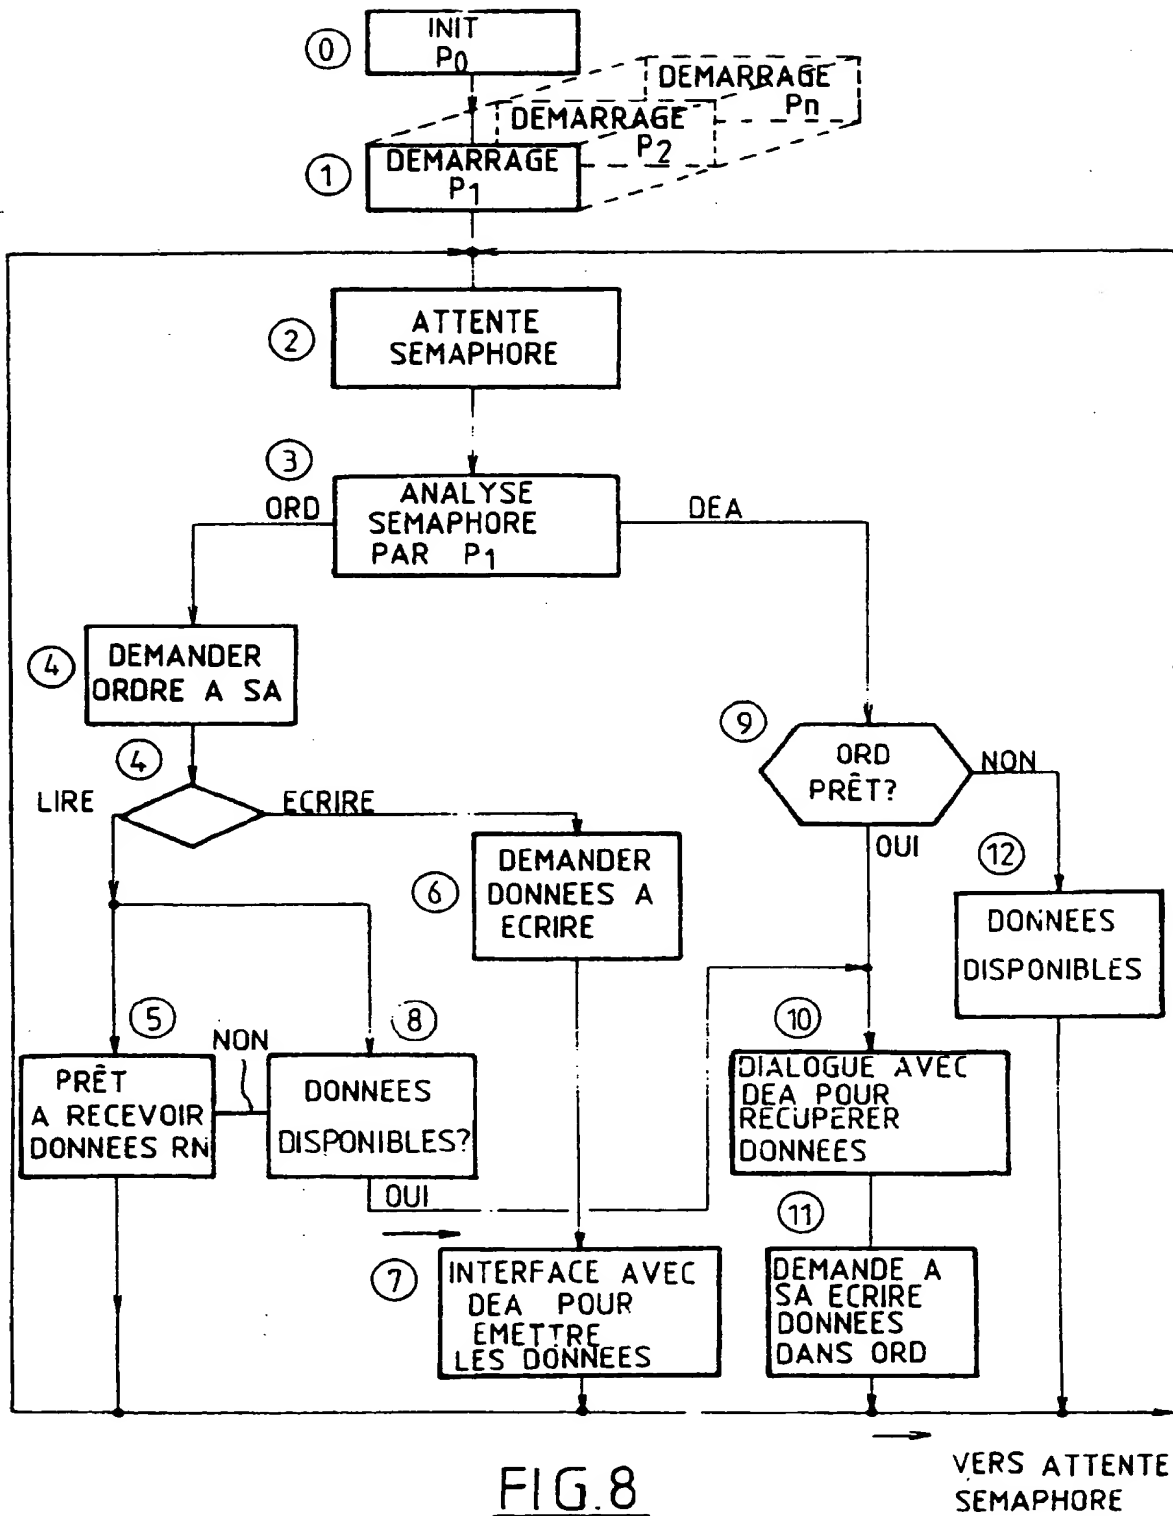 INIT
P0
0
DEMARRAGE
Pn
DEMARRAGE
P2
1
DEMARRAGE
P1
2
ATTENTE
SEMAPHORE
3
ORD
ANALYSE
SEMAPHORE
PAR P1
DEA
4
DEMANDER
ORDRE A SA
4
LIRE
ECRIRE
9
ORD
PRÊT?
NON
OUI
6
DEMANDER
DONNEES A
ECRIRE
12
DONNEES
DISPONIBLES
5
NON
8
10
PRÊT
A RECEVOIR
DONNEES RN
DONNEES
DISPONIBLES?
OUI
DIALOGUE AVEC
DEA POUR
RECUPERER
DONNEES
11
7
INTERFACE AVEC
DEA POUR
EMETTRE
LES DONNEES
DEMANDE A
SA ECRIRE
DONNEES
DANS ORD
VERS ATTENTE
SEMAPHORE
FIG.8